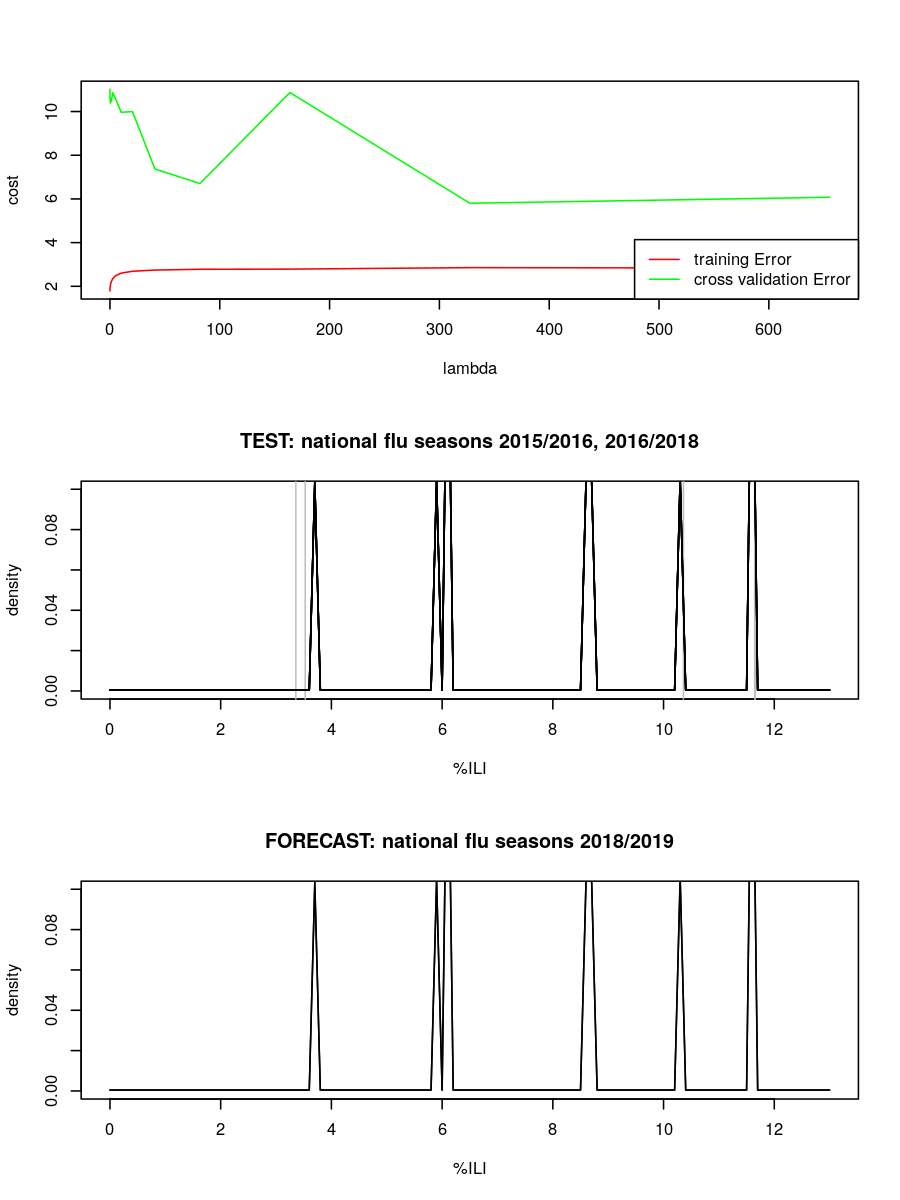 cost
10
8
6
4
2
training Error
cross validation Error
0 100 200 300 400 500 600
lambda
TEST: national flu seasons 2015/2016, 2016/2018
density
0.08
0.04
0.00
0 2 4 6 8 10 12
%ILI
FORECAST: national flu seasons 2018/2019
density
0.08
0.04
0.00
0 2 4 6 8 10 12
%ILI